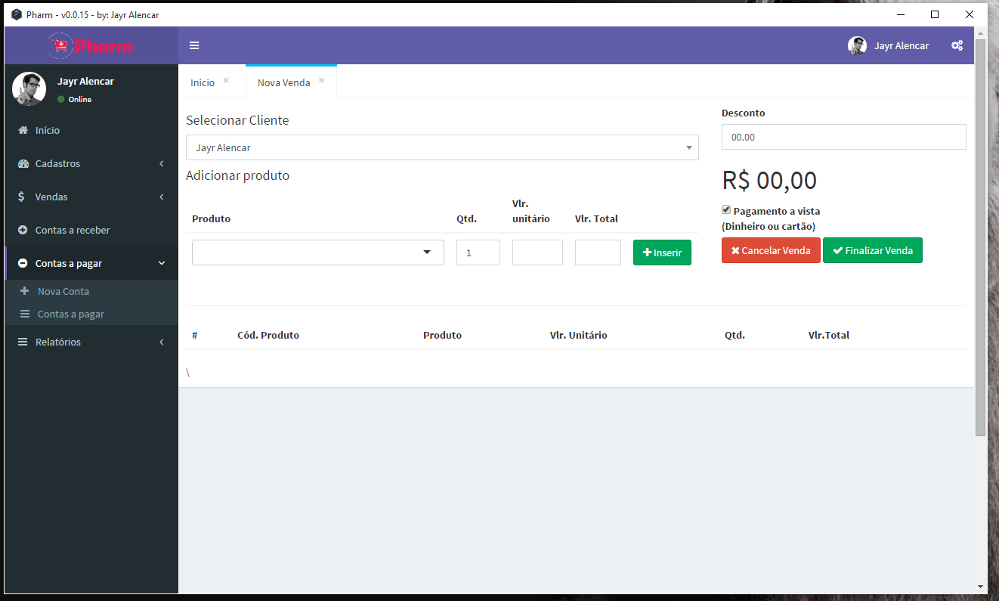 Pharm - v0.0.15 - by: Jayr Alencar
Pharm
Jayr Alencar
Jayr Alencar
Online
Início
Cadastros
Vendas
Contas a receber
Contas a pagar
Nova Conta
Contas a pagar
Relatórios
Início
Nova Venda
Selecionar Cliente
Jayr Alencar
Adicionar produto
Produto
Qtd.
Vlr.
unitário
Vlr. Total
1
Inserir
Desconto
00.00
R$ 00,00
Pagamento a vista
(Dinheiro ou cartão)
Cancelar Venda
Finalizar Venda
# Cód. Produto Produto Vlr. Unitário Qtd. Vlr.Total
\